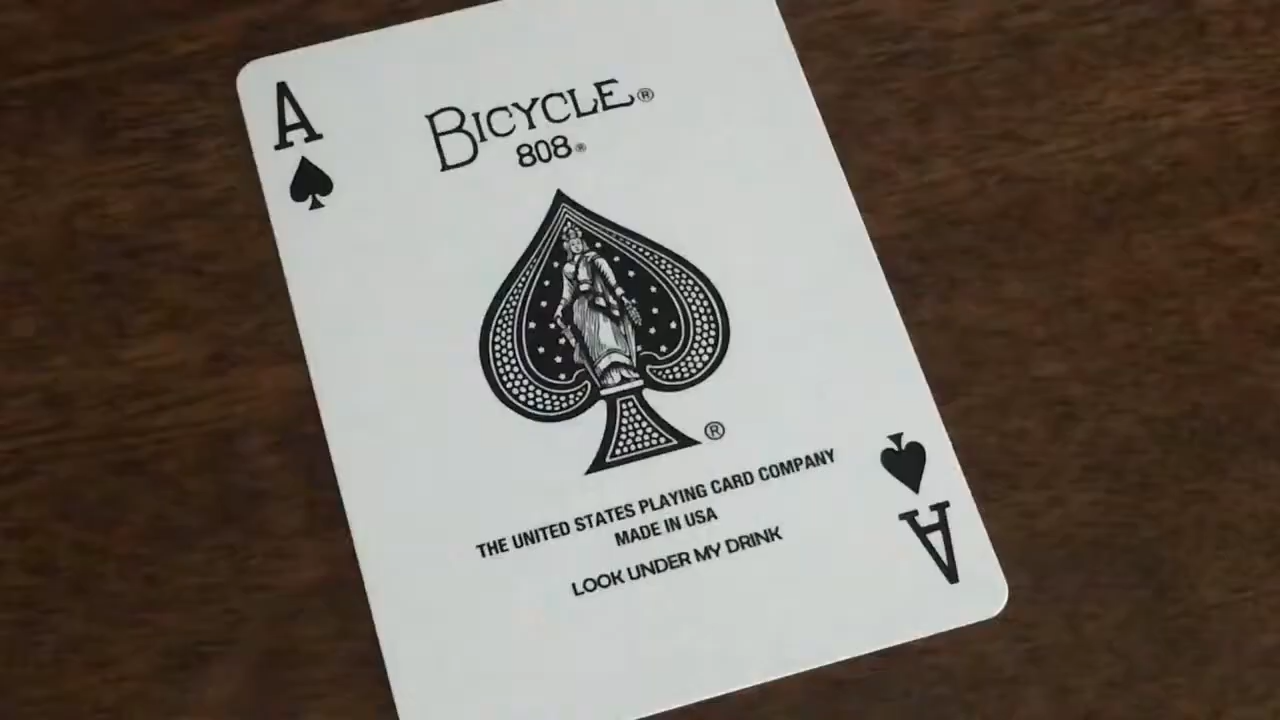 A
BICYCLE®
808®
®
THE UNITED STATES PLAYING CARD COMPANY
MADE IN USA
LOOK UNDER MY DRINK
A